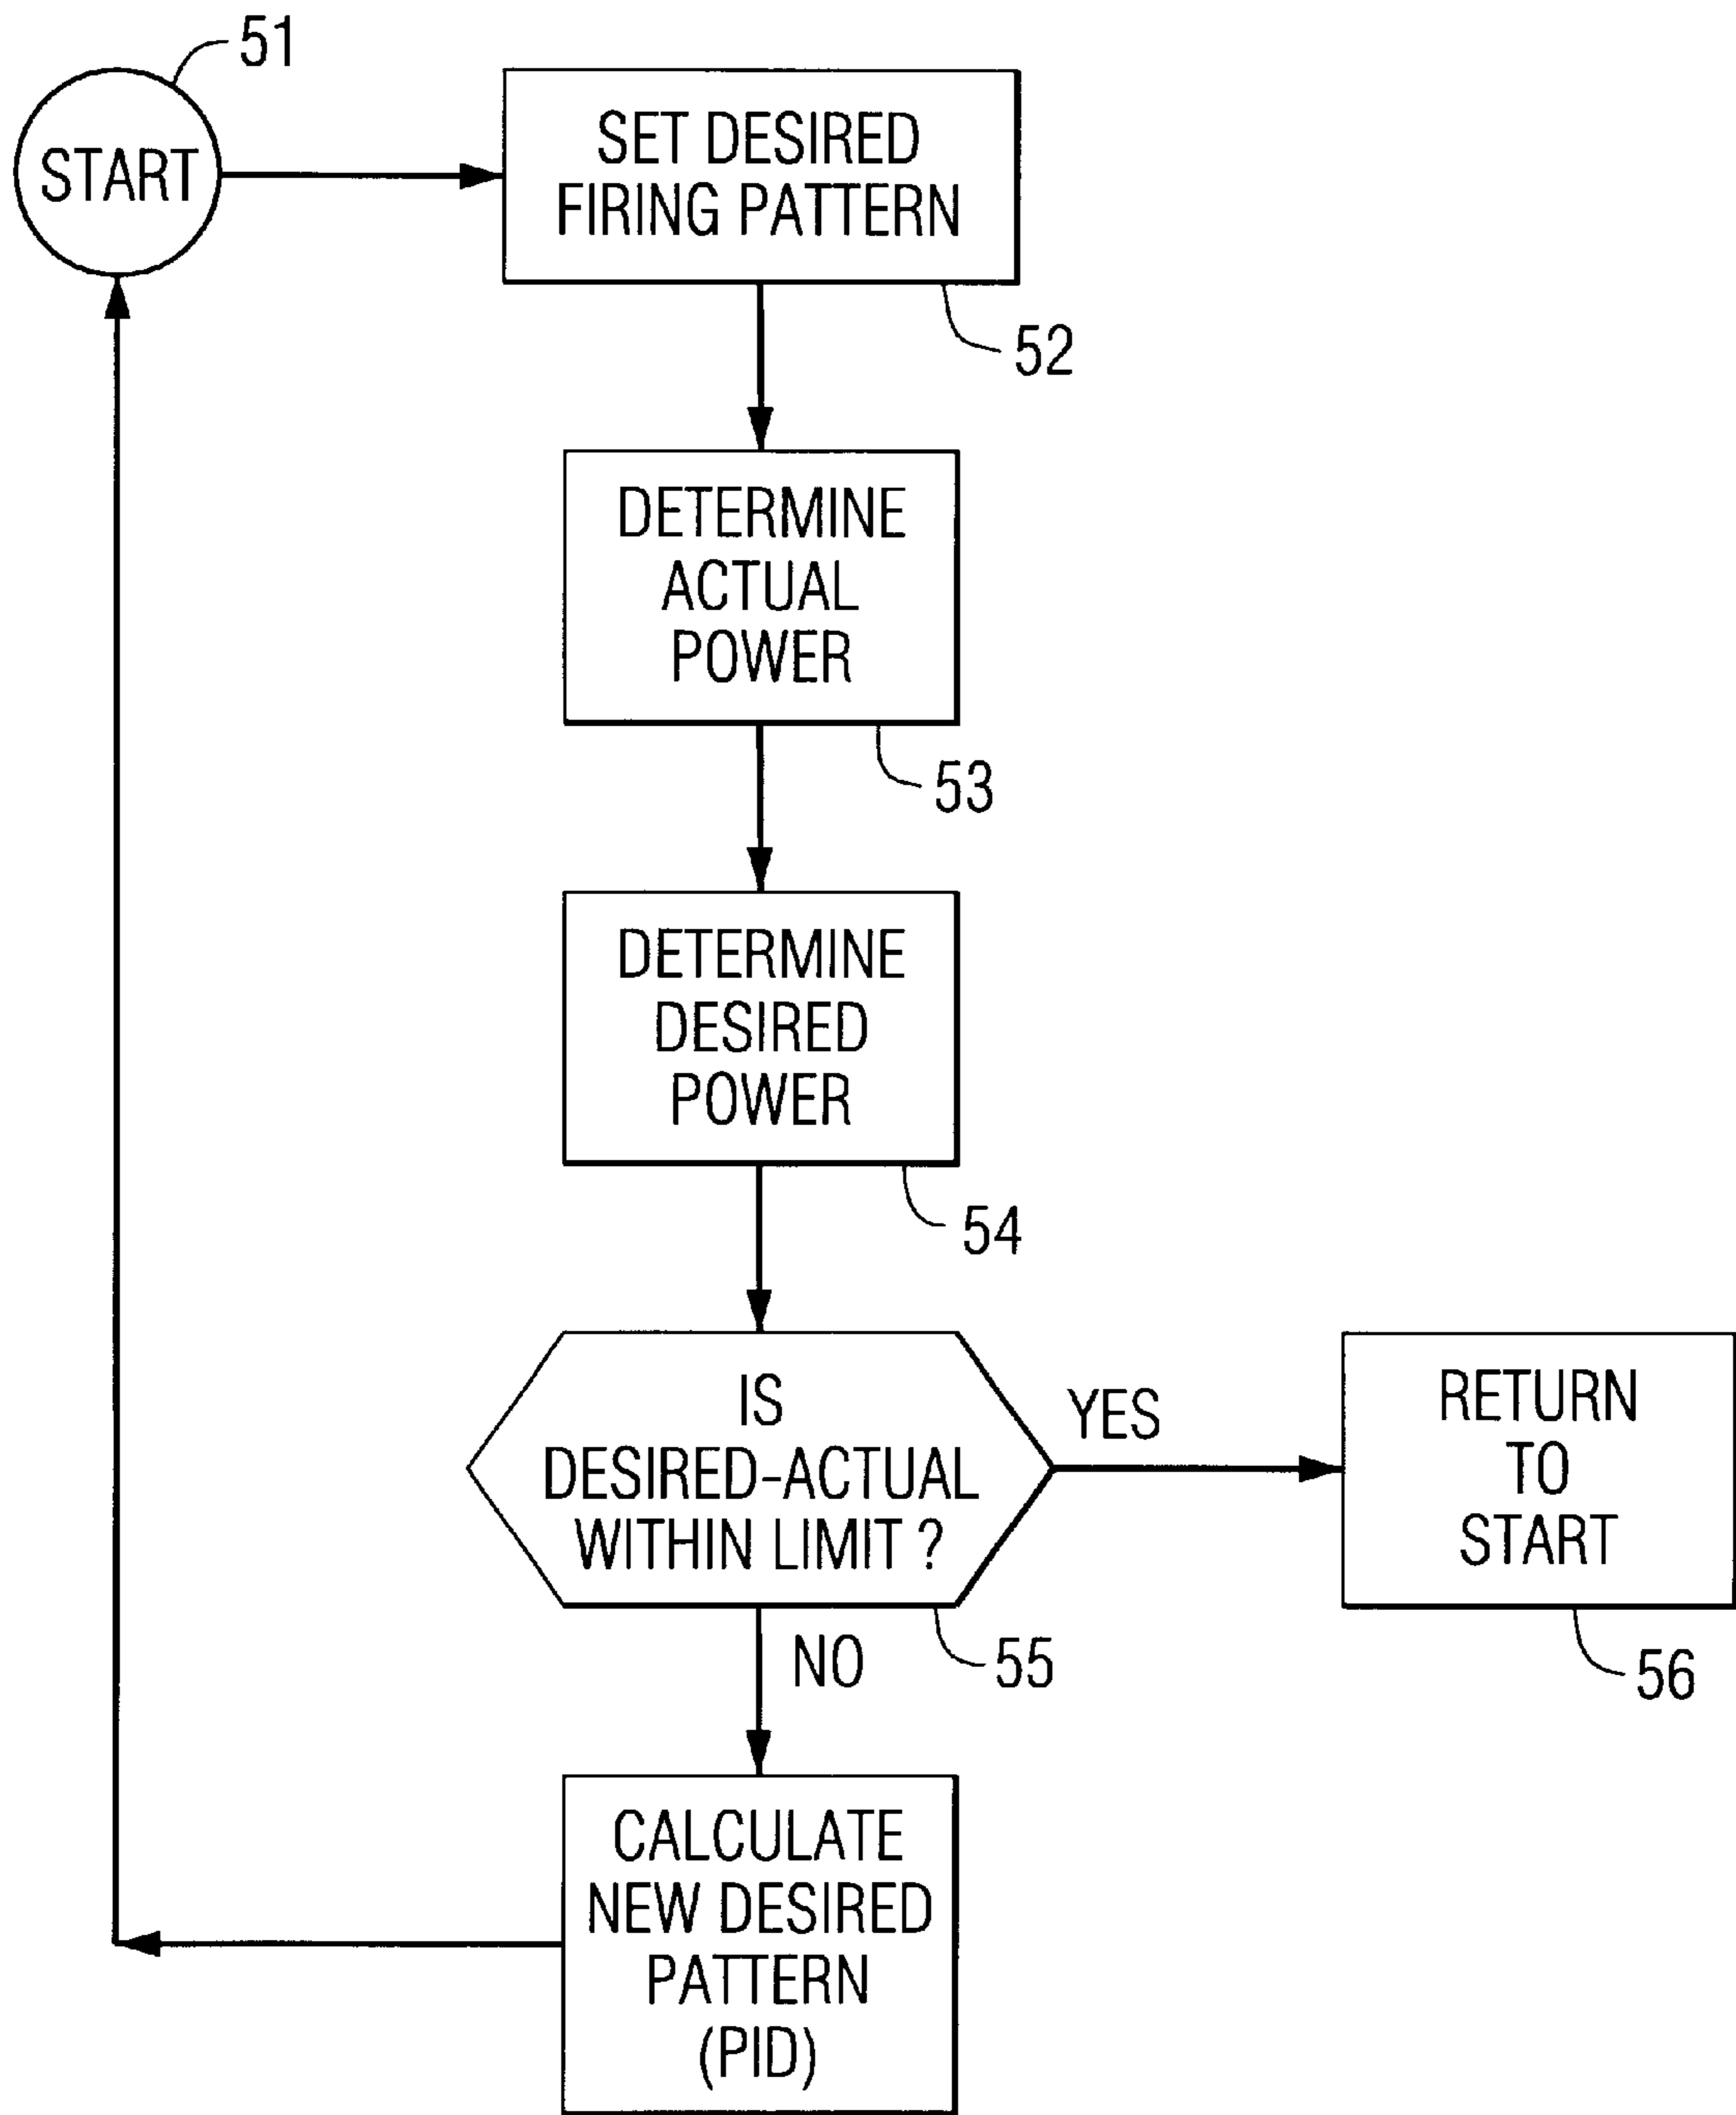 51
START
SET DESIRED
FIRING PATTERN
52
DETERMINE
ACTUAL
POWER
53
DETERMINE
DESIRED
POWER
54
IS
DESIRED-ACTUAL
WITHIN LIMIT ?
YES
RETURN
TO
START
55
NO
56
CALCULATE
NEW DESIRED
PATTERN
(PID)